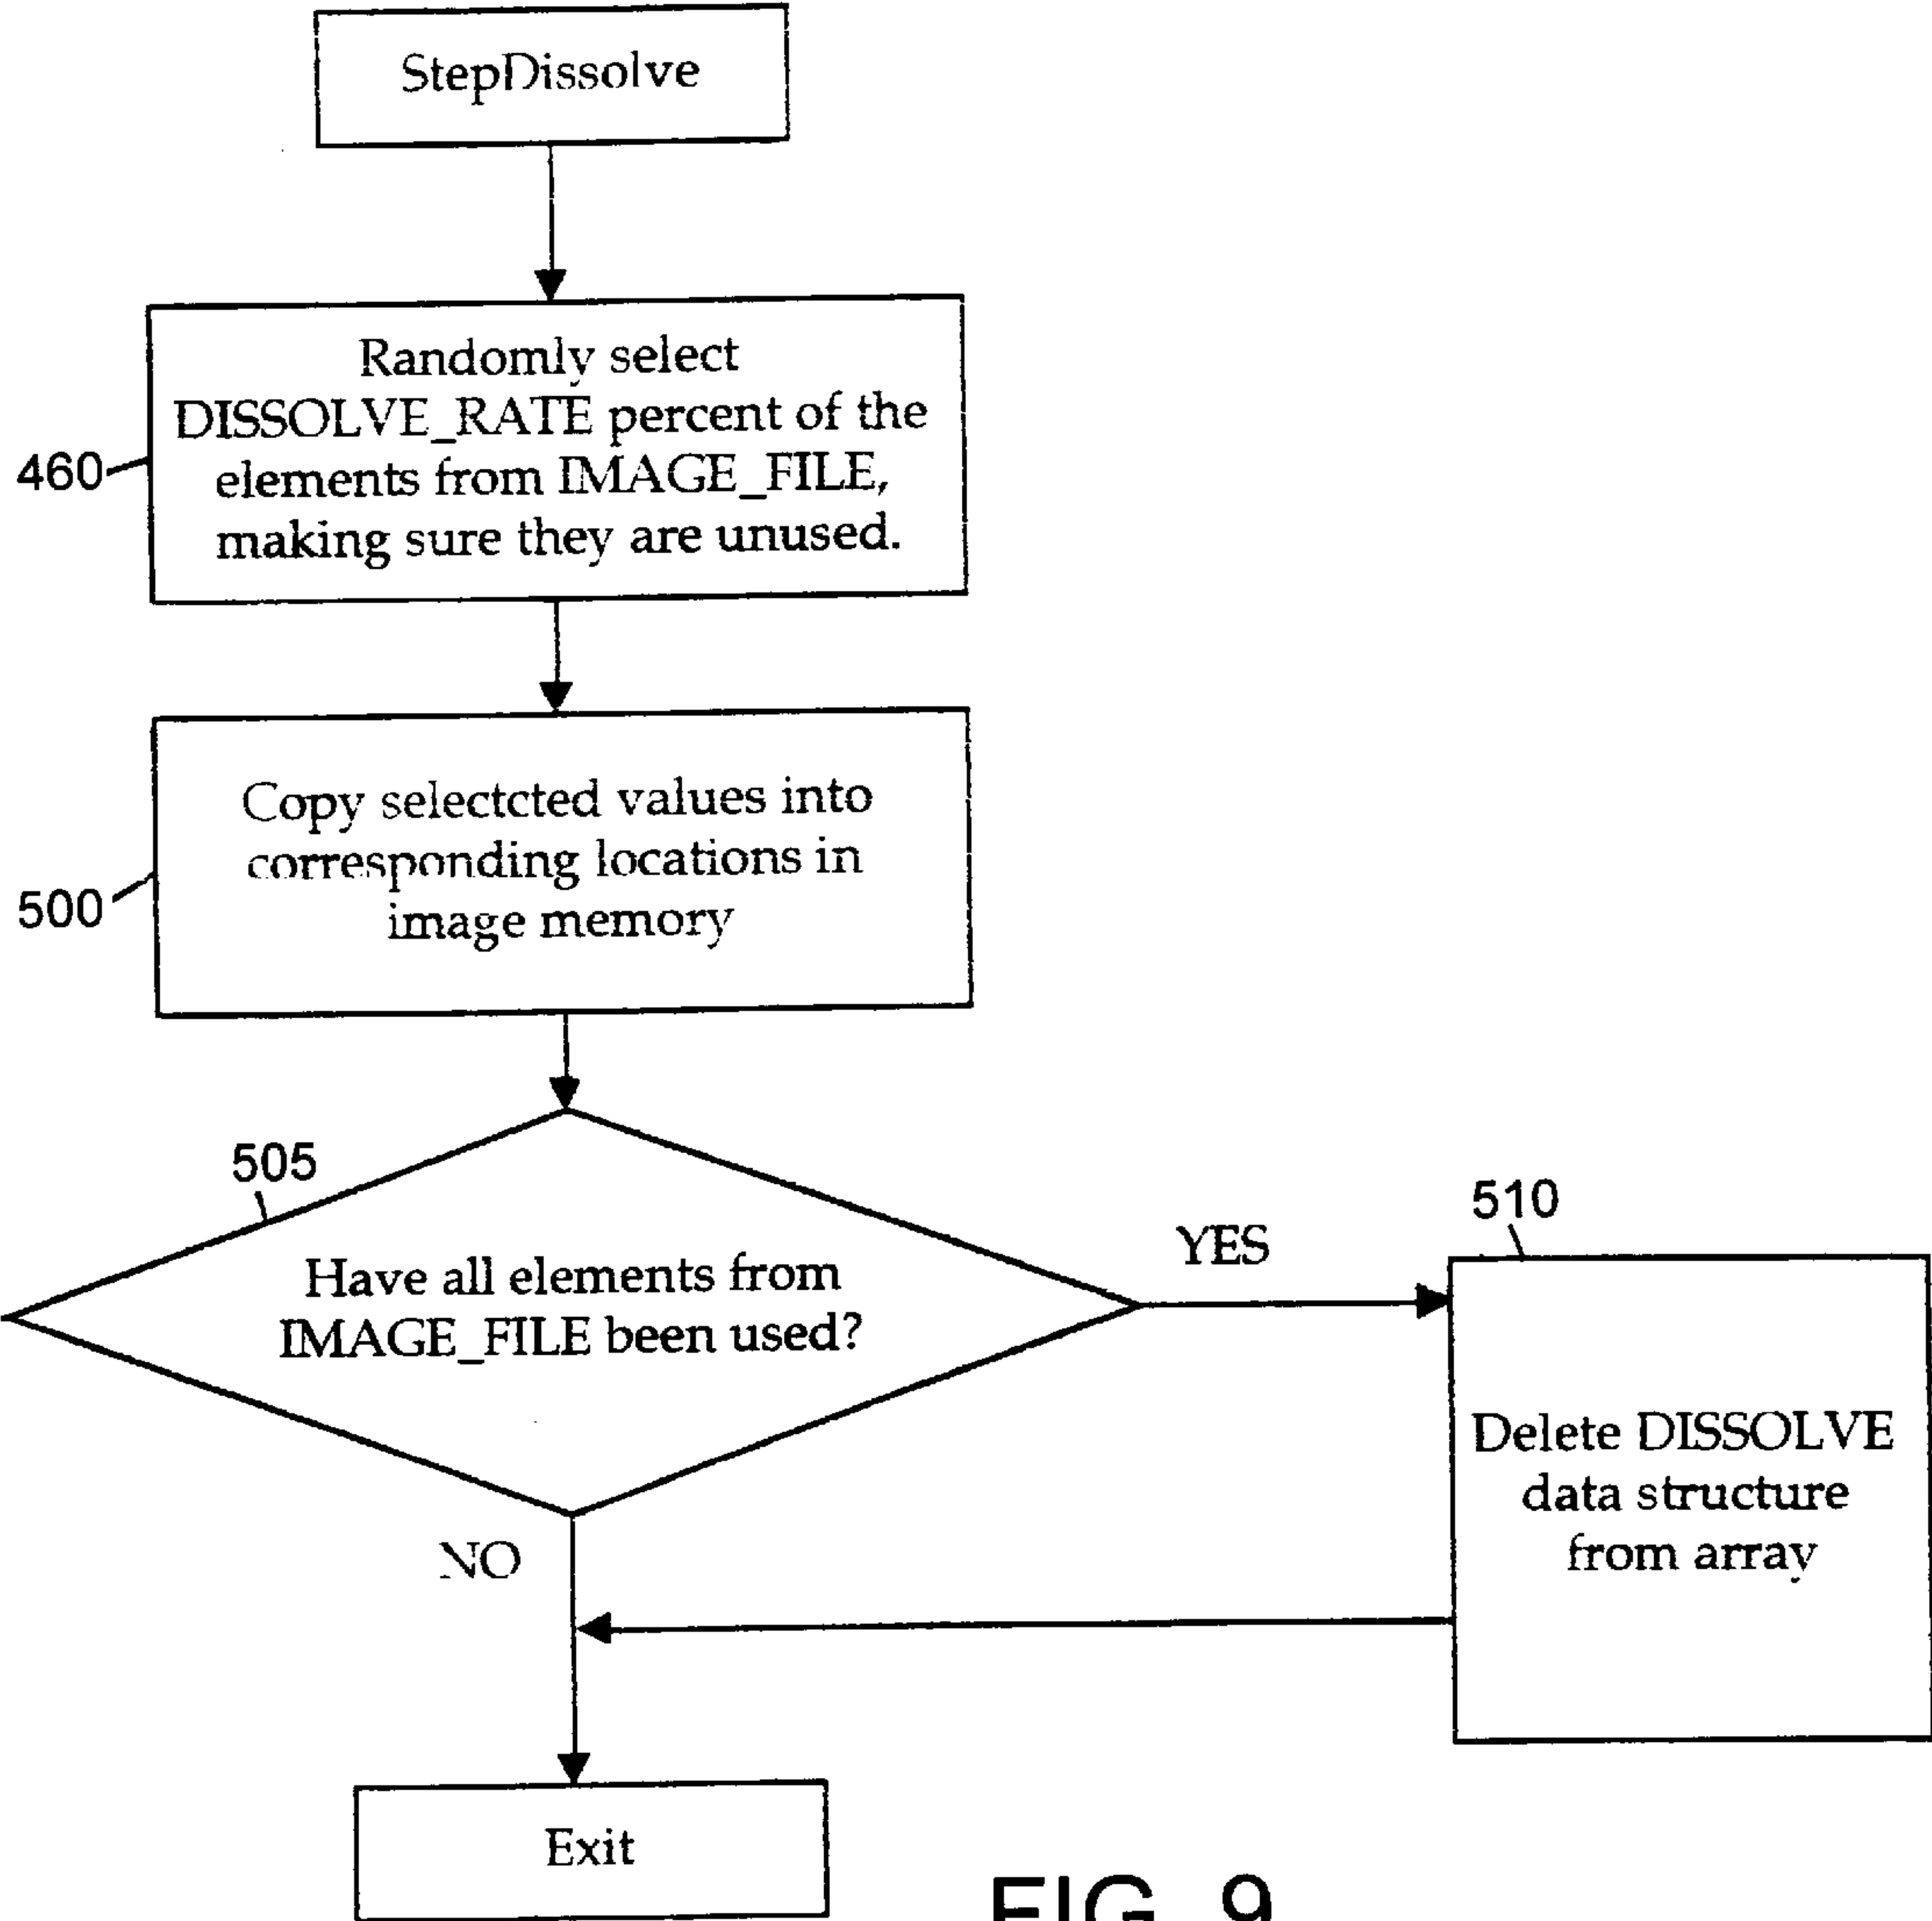 StepDissolve
Randomly select
DISSOLVE_RATE percent of the
elements from IMAGE_FILE,
making sure they are unused.
460
Copy selectcted values into
corresponding locations in
image memory
500
505
Have all elements from
IMAGE_FILE been used?
YES
510
Delete DISSOLVE
data structure
from array
NO
Exit
FIG. 9